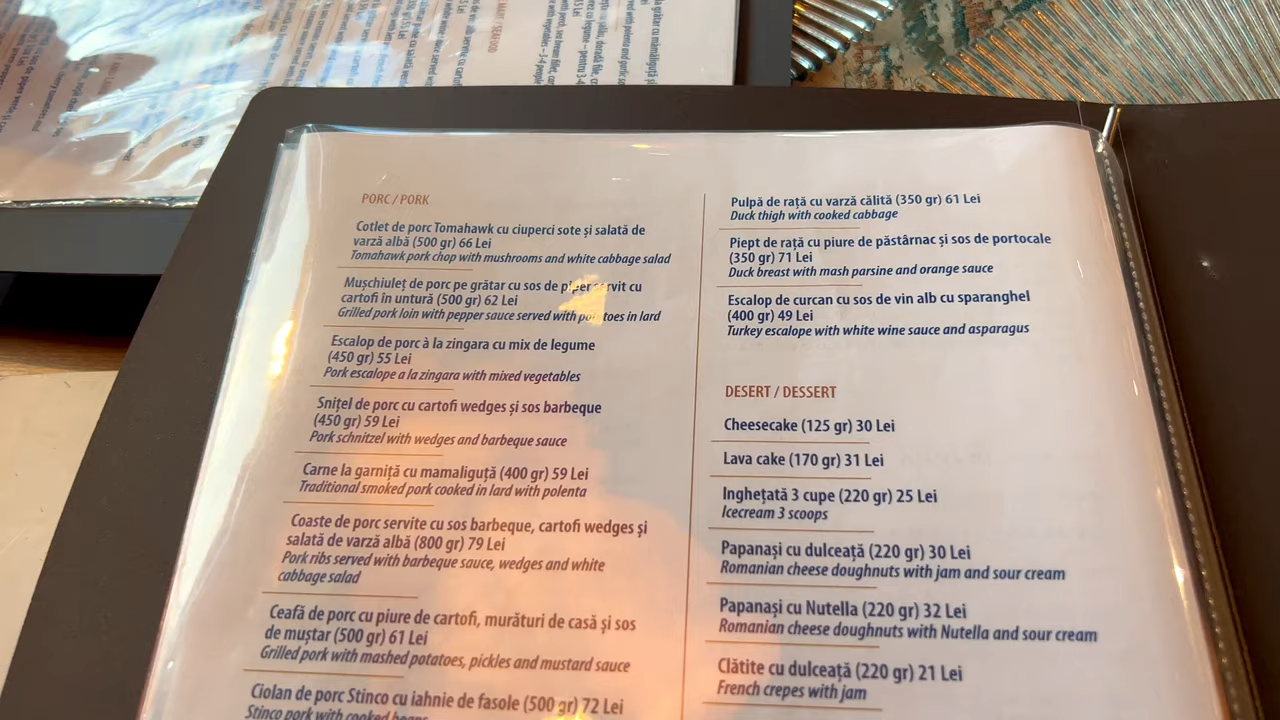 PORC / PORK
Cotlet de porc Tomahawk cu ciuperci sote și salată de
varză albă (500 gr) 66 Lei
Tomahawk pork chop with mushrooms and white cabbage salad
Mușchiuleț de porc pe grătar cu sos de piper servit cu
cartofi în untură (500 gr) 62 Lei
Grilled pork loin with pepper sauce served with potatoes in lard
Escalop de porc à la zingara cu mix de legume
(450 gr) 55 Lei
Pork escalope a la zingara with mixed vegetables
Snițel de porc cu cartofi wedges și sos barbeque
(450 gr) 59 Lei
Pork schnitzel with wedges and barbeque sauce
Carne la garniță cu mamaliguță (400 gr) 59 Lei
Traditional smoked pork cooked in lard with polenta
Coaste de porc servite cu sos barbeque, cartofi wedges și
salată de varză albă (800 gr) 79 Lei
Pork ribs served with barbeque sauce, wedges and white
cabbage salad
Ceafă de porc cu piure de cartofi, murături de casă și sos
de muștar (500 gr) 61 Lei
Grilled pork with mashed potatoes, pickles and mustard sauce
Ciolan de porc Stinco cu iahnie de fasole (500 gr) 72 Lei
Stinco pork with cooked beans
Pulpă de rață cu varză călită (350 gr) 61 Lei
Duck thigh with cooked cabbage
Piept de rață cu piure de păstârnac și sos de portocale
(350 gr) 71 Lei
Duck breast with mash parsine and orange sauce
Escalop de curcan cu sos de vin alb cu sparanghel
(400 gr) 49 Lei
Turkey escalope with white wine sauce and asparagus
DESERT / DESSERT
Cheesecake (125 gr) 30 Lei
Lava cake (170 gr) 31 Lei
Inghețată 3 cupe (220 gr) 25 Lei
Icecream 3 scoops
Papanași cu dulceață (220 gr) 30 Lei
Romanian cheese doughnuts with jam and sour cream
Papanași cu Nutella (220 gr) 32 Lei
Romanian cheese doughnuts with Nutella and sour cream
Clătite cu dulceață (220 gr) 21 Lei
French crepes with jam